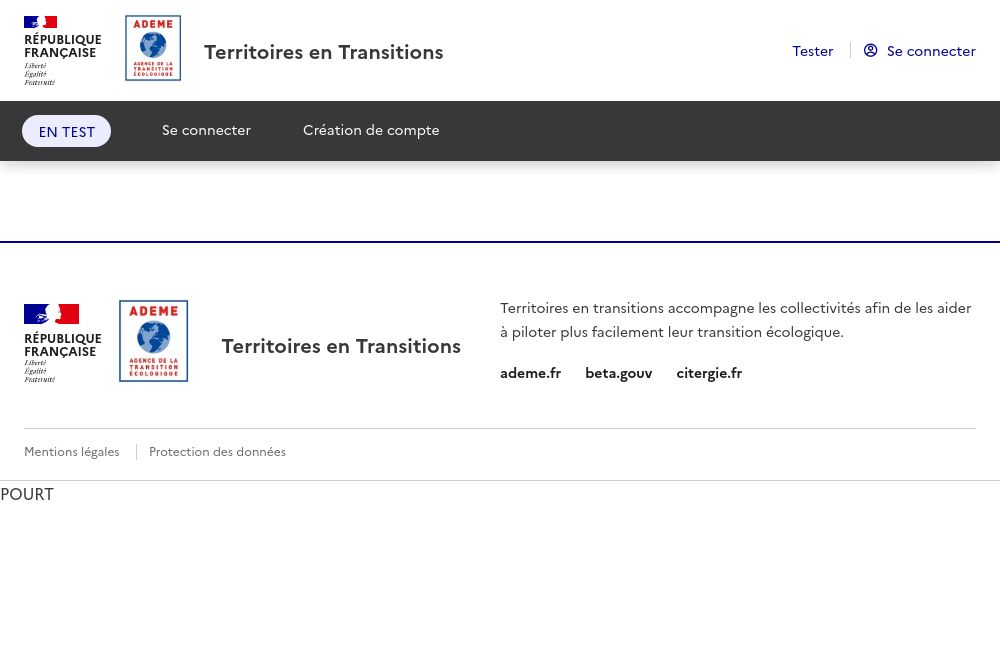 RÉPUBLIQUE
FRANÇAISE
Liberté
Égalité
Fraternité
ADEME
AGENCE DE LA
TRANSITION
ÉCOLOGIQUE
Territoires en Transitions
Tester
Se connecter
EN TEST
Se connecter
Création de compte
RÉPUBLIQUE
FRANÇAISE
Liberté
Égalité
Fraternité
ADEME
AGENCE DE LA
TRANSITION
ÉCOLOGIQUE
Territoires en Transitions
Territoires en transitions accompagne les collectivités afin de les aider
à piloter plus facilement leur transition écologique.
ademe.fr beta.gouv citergie.fr
Mentions légales
Protection des données
POURT